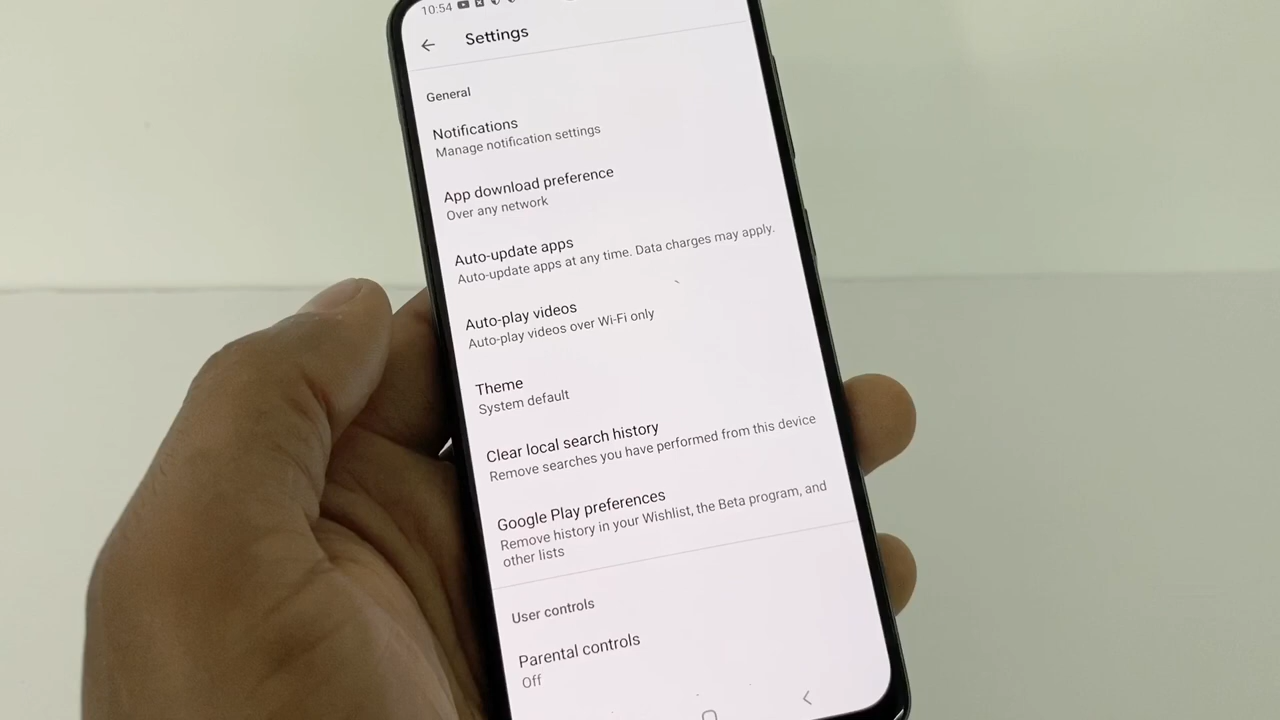 10:54
Settings
General
Notifications
Manage notification settings
App download preference
Over any network
Auto-update apps
Auto-update apps at any time. Data charges may apply.
Auto-play videos
Auto-play videos over Wi-Fi only
Theme
System default
Clear local search history
Remove searches you have performed from this device
Google Play preferences
Remove history in your Wishlist, the Beta program, and
other lists
User controls
Parental controls
Off